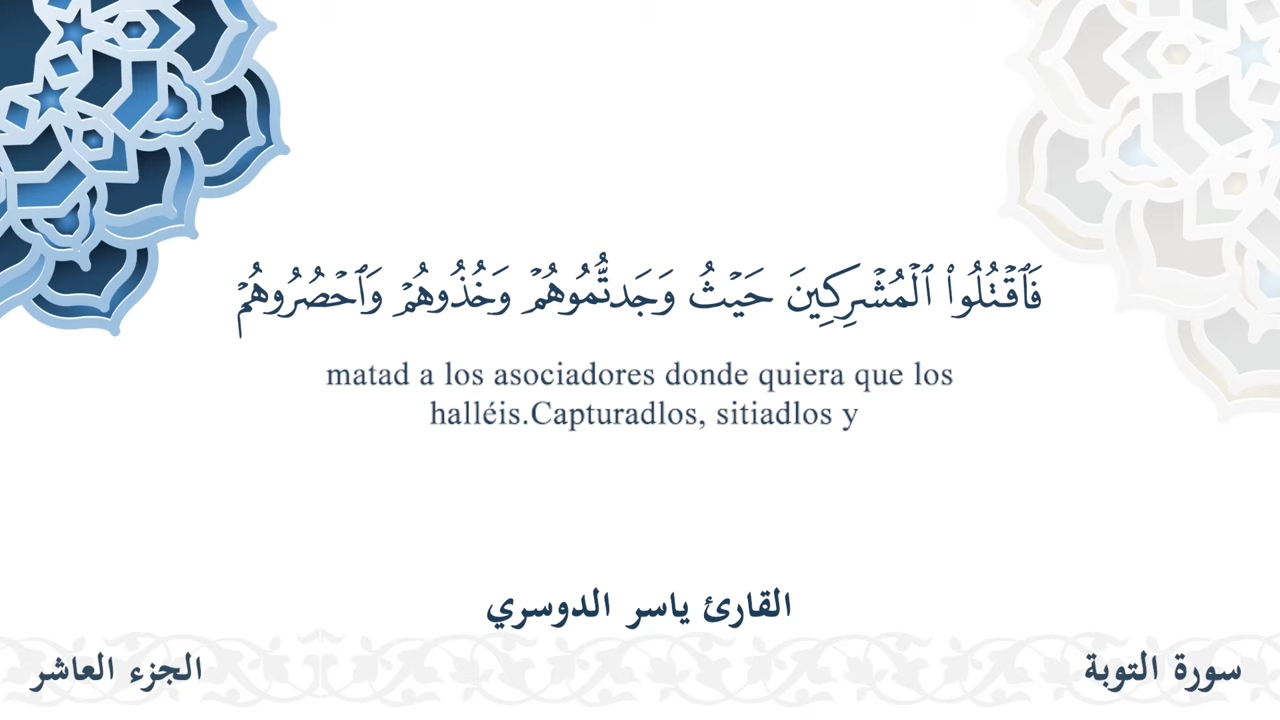 فَٱقۡتُلُواْ ٱلۡمُشۡرِكِينَ حَيۡثُ وَجَدتُّمُوهُمۡ وَخُذُوهُمۡ وَٱحۡصُرُوهُمۡ
matad a los asociadores donde quiera que los
halléis.Capturadlos, sitiadlos y
القارئ ياسر الدوسري
سورة التوبة
الجزء العاشر